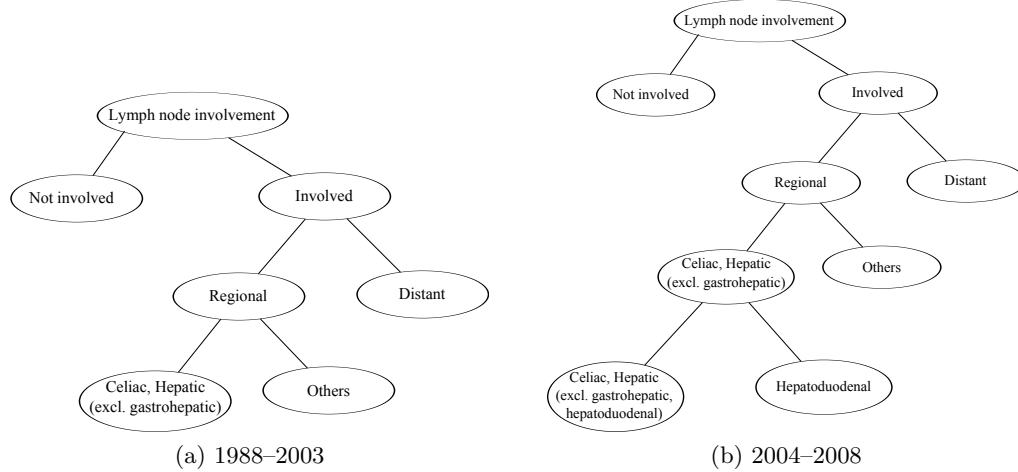 Lymph node involvement
Not involved
Involved
Regional
Distant
Celiac, Hepatic
(excl. gastrohepatic)
Others
(a) 1988–2003
Lymph node involvement
Not involved
Involved
Regional
Distant
Celiac, Hepatic
(excl. gastrohepatic)
Others
Celiac, Hepatic
(excl. gastrohepatic,
hepatoduodenal)
Hepatoduodenal
(b) 2004–2008